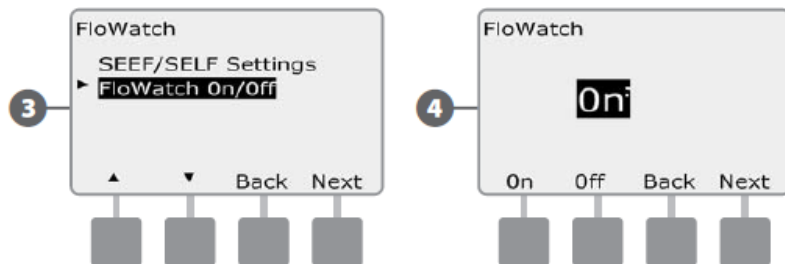 FloWatch
SEEF/SELF Settings
► FloWatch On/Off
3
▲ ▼ Back Next
FloWatch
On
4
On Off Back Next